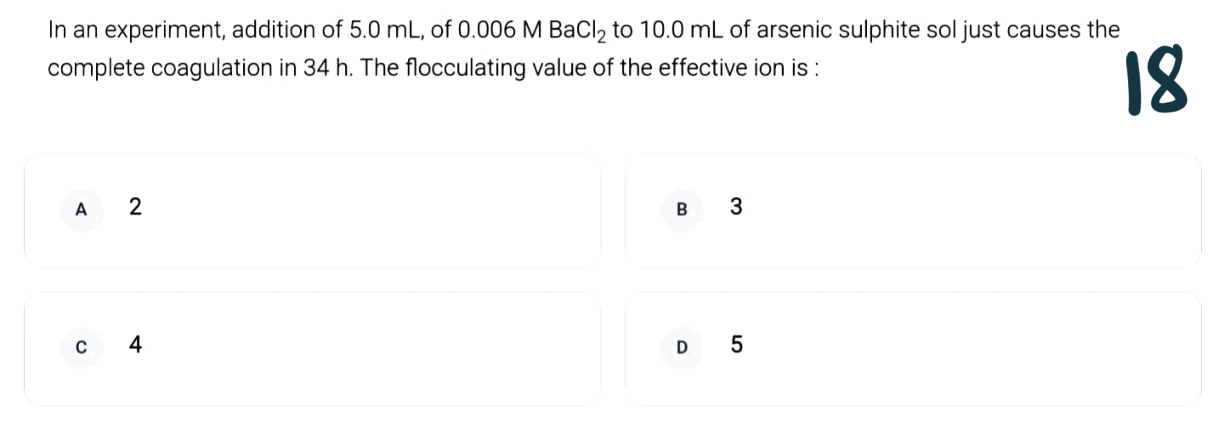 In an experiment, addition of 5.0 mL, of 0.006 M BaCl₂ to 10.0 mL of arsenic sulphite sol just causes the
complete coagulation in 34 h. The flocculating value of the effective ion is :
18
A 2
B 3
C 4
D 5